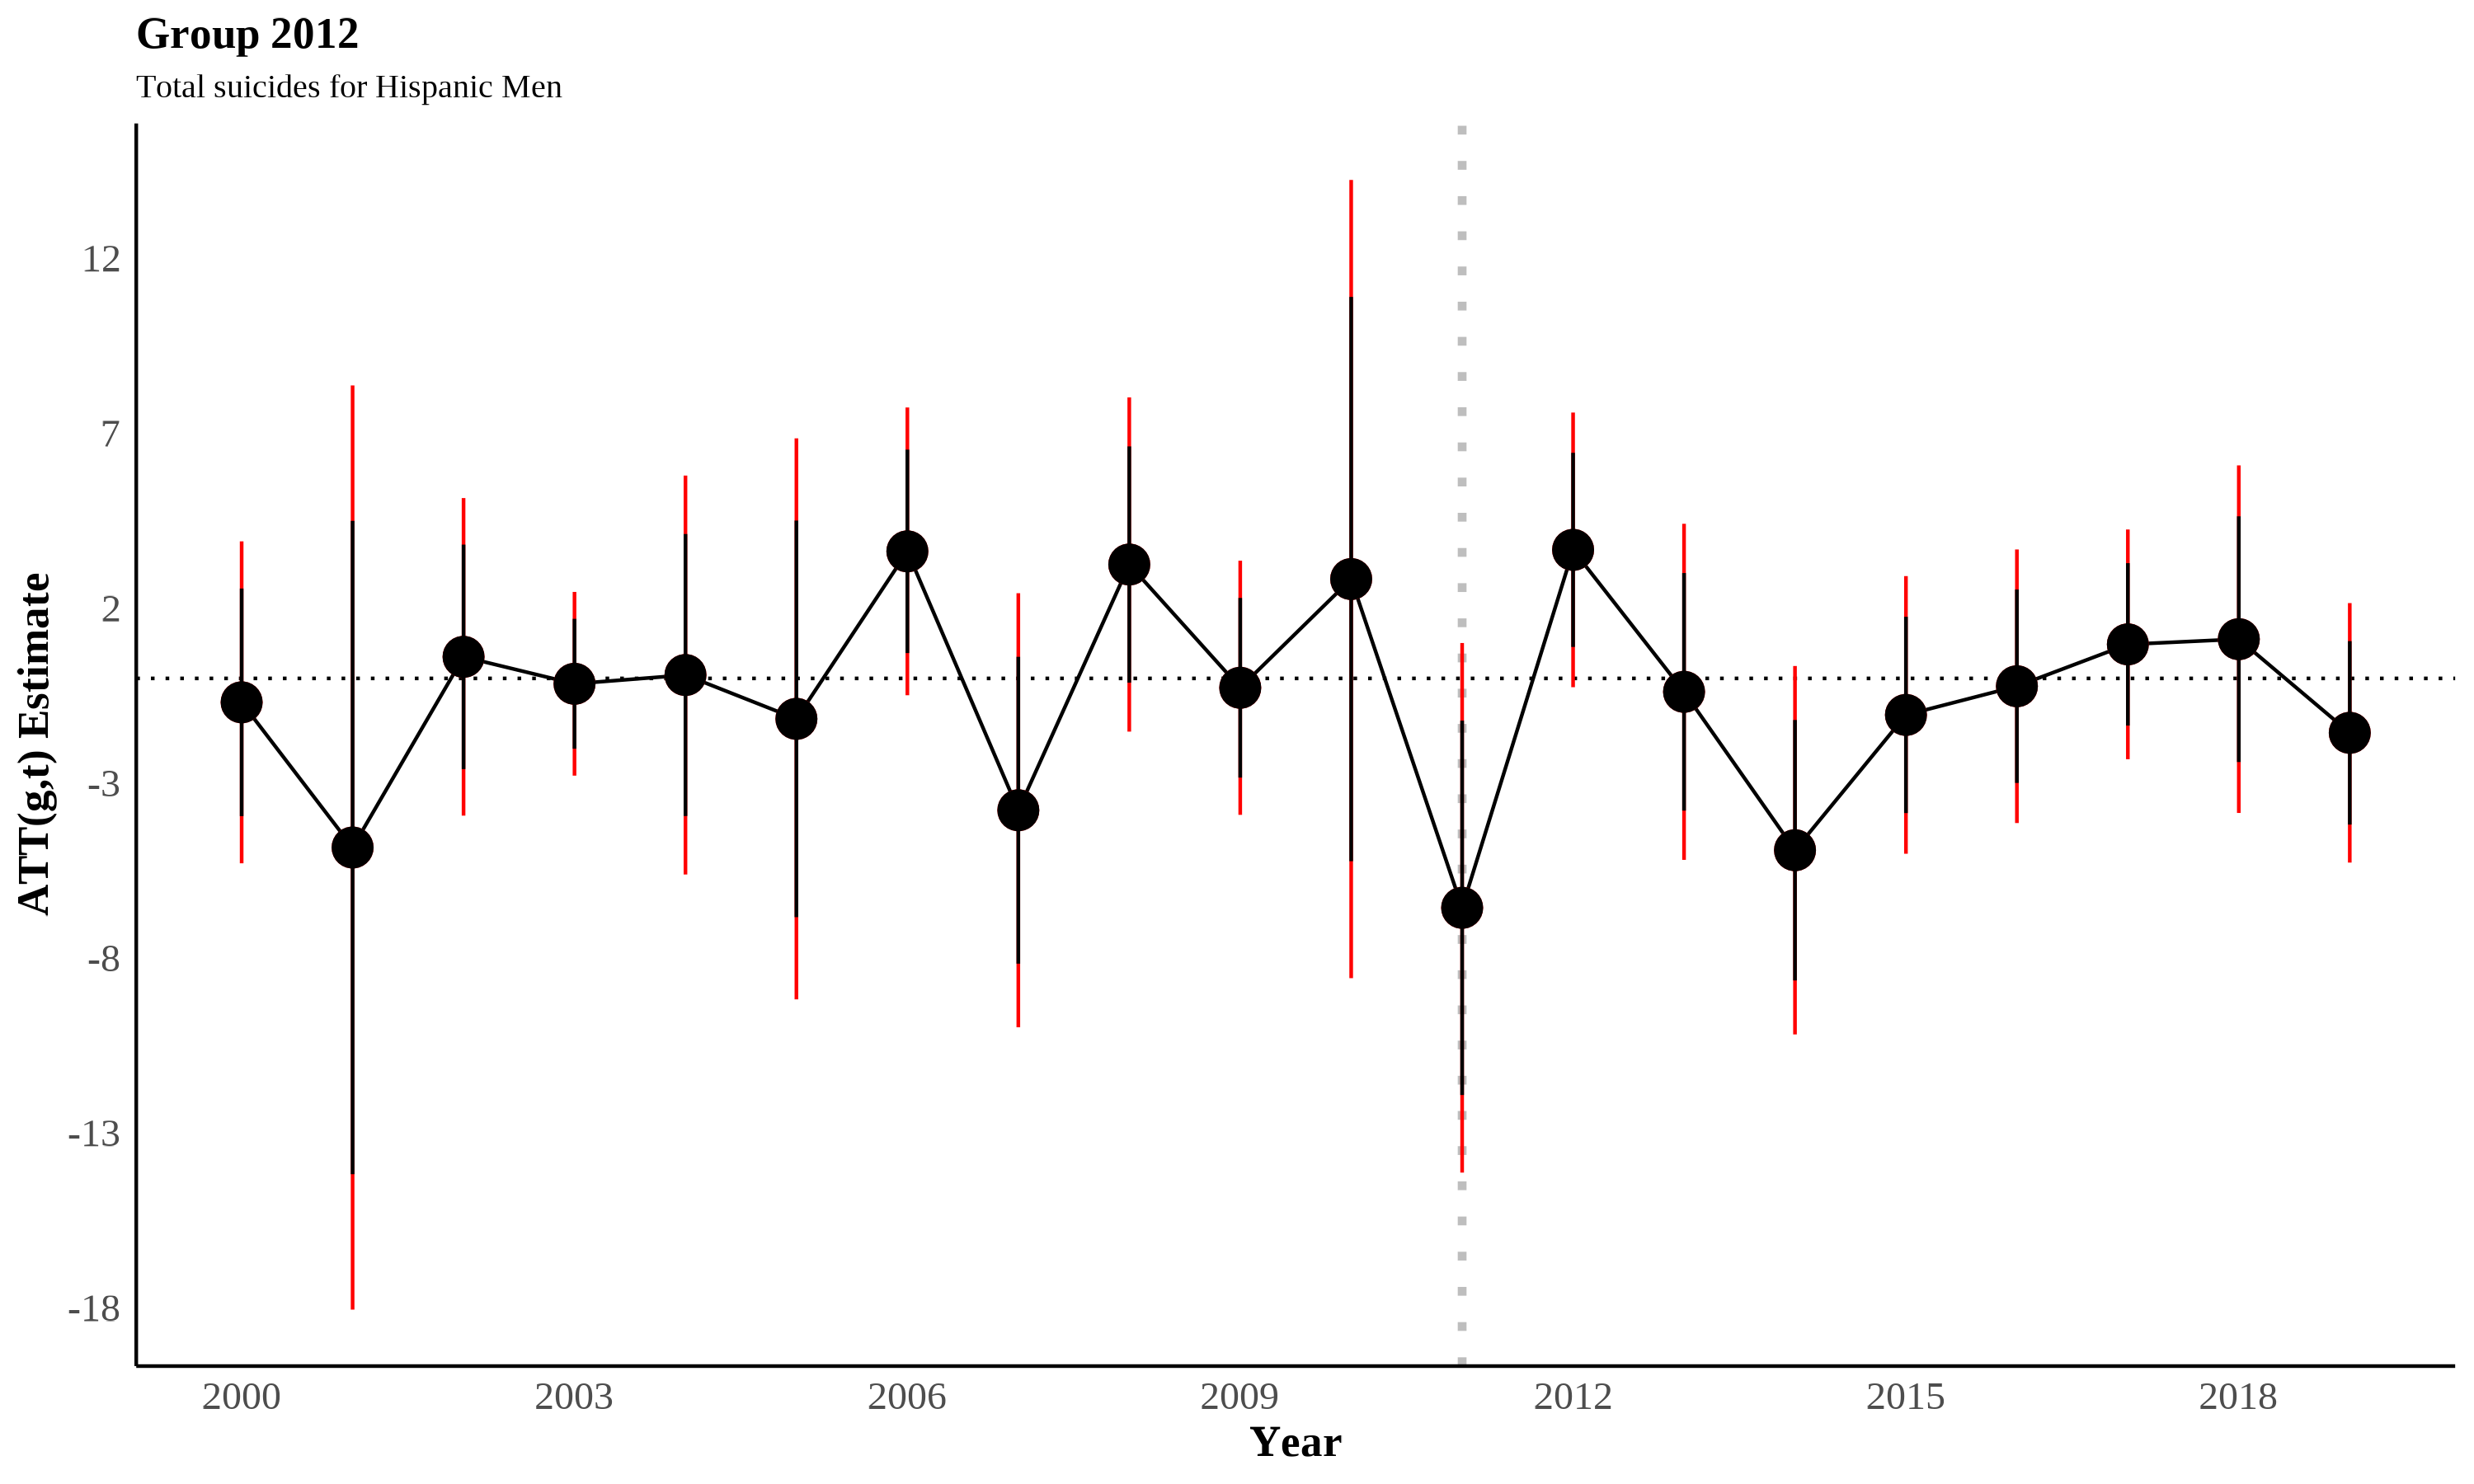 Group 2012
Total suicides for Hispanic Men
ATT(g,t) Estimate
12
7
2
-3
-8
-13
-18
2000 2003 2006 2009 2012 2015 2018
Year